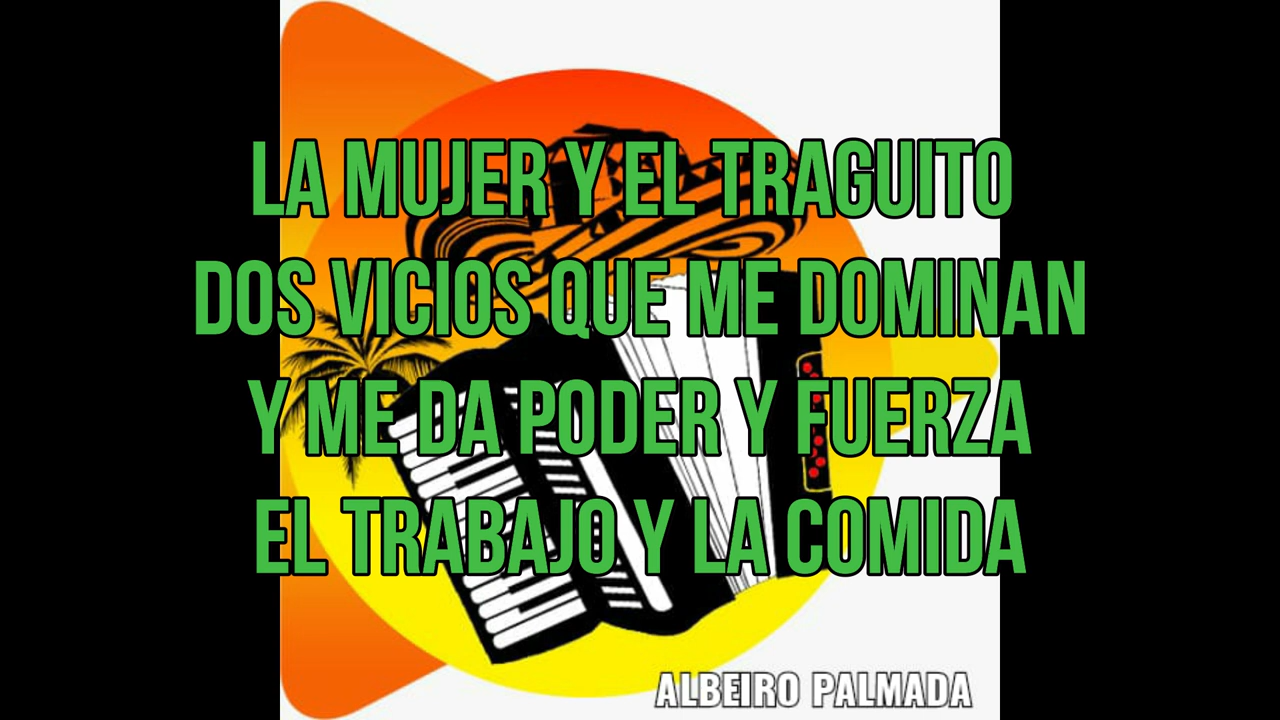 LA MUJER Y EL TRAGUITO
DOS VICIOS QUE ME DOMINAN
Y ME DA PODER Y FUERZA
EL TRABAJO Y LA COMIDA
ALBEIRO PALMADA